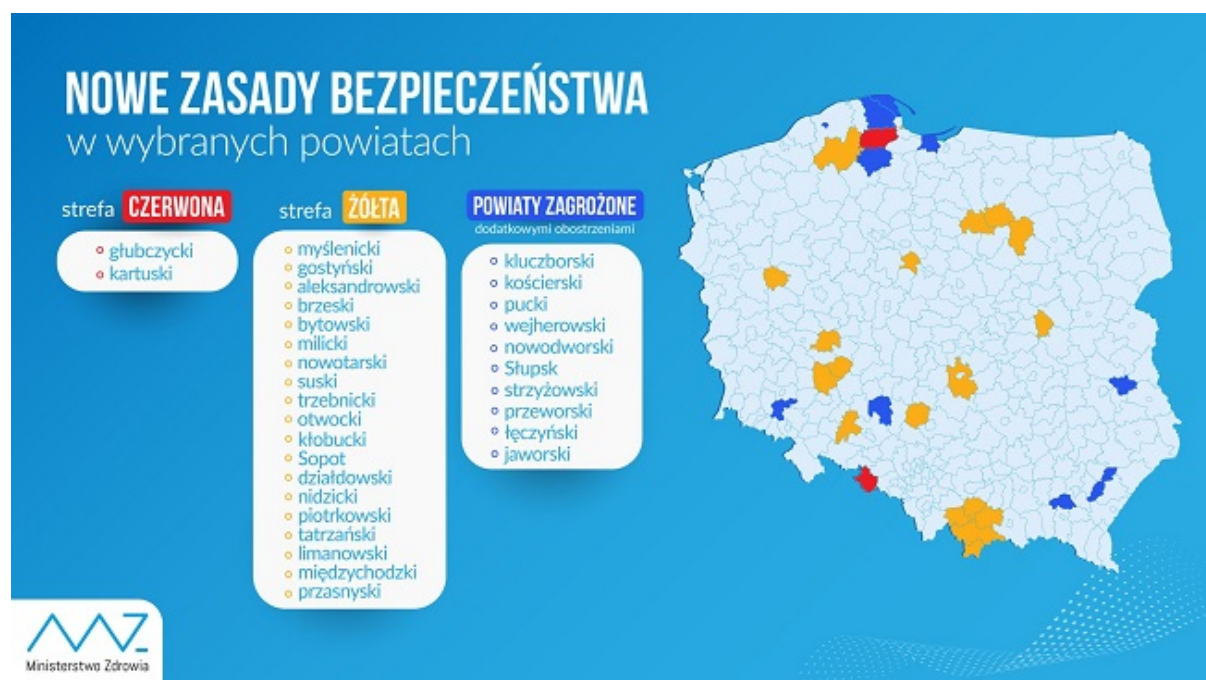 NOWE ZASADY BEZPIECZEŃSTWA
w wybranych powiatach
strefa CZERWONA
głubczycki
kartuski
strefa ŻÓŁTA
myślenicki
gostyński
aleksandrowski
brzeski
bytowski
milicki
nowotarski
suski
trzebnicki
otwocki
kłobucki
Sopot
działdowski
nidzicki
piotrkowski
tatrzański
limanowski
międzychodzki
przasnyski
POWIATY ZAGROŻONE
dodatkowymi obostrzeniami
kluczborski
kościerski
pucki
wejherowski
nowodworski
Słupsk
strzyżowski
przeworski
łęczyński
jaworski
Ministerstwo Zdrowia